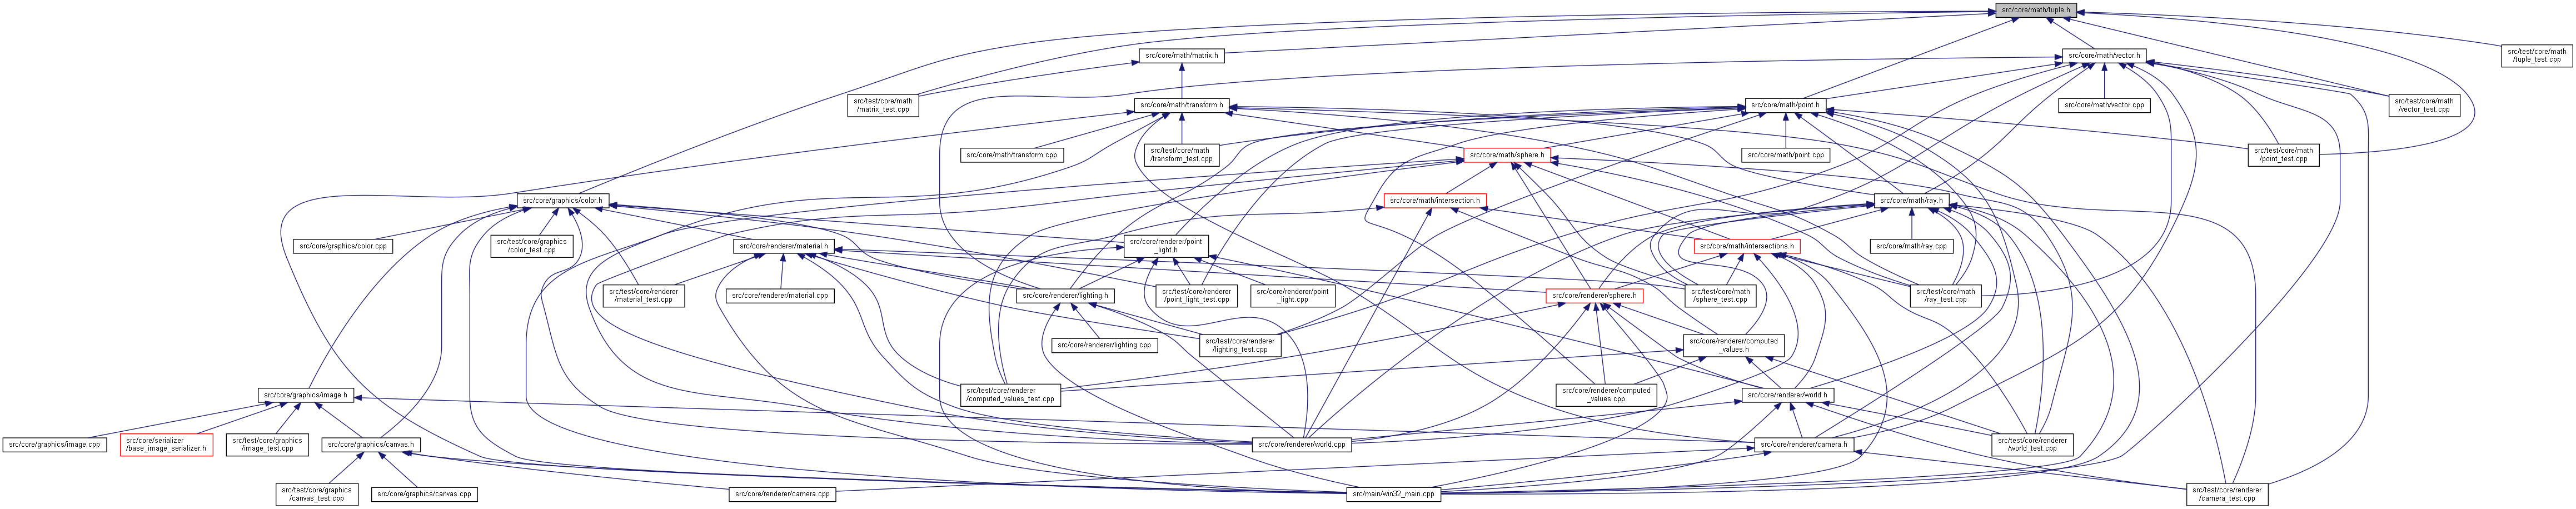 src/core/math/tuple.h
src/core/math/matrix.h
src/core/math/vector.h
src/test/core/math
/tuple_test.cpp
src/test/core/math
/matrix_test.cpp
src/core/math/transform.h
src/core/math/point.h
src/core/math/vector.cpp
src/test/core/math
/vector_test.cpp
src/core/math/transform.cpp
src/test/core/math
/transform_test.cpp
src/core/math/sphere.h
src/core/math/point.cpp
src/test/core/math
/point_test.cpp
src/core/graphics/color.h
src/core/math/intersection.h
src/core/math/ray.h
src/core/graphics/color.cpp
src/test/core/graphics
/color_test.cpp
src/core/renderer/material.h
src/core/renderer/point
_light.h
src/core/math/intersections.h
src/core/math/ray.cpp
src/test/core/renderer
/material_test.cpp
src/core/renderer/material.cpp
src/core/renderer/lighting.h
src/test/core/renderer
/point_light_test.cpp
src/core/renderer/point
_light.cpp
src/core/renderer/sphere.h
src/test/core/math
/sphere_test.cpp
src/test/core/math
/ray_test.cpp
src/core/renderer/lighting.cpp
src/test/core/renderer
/lighting_test.cpp
src/core/renderer/computed
_values.h
src/core/graphics/image.h
src/test/core/renderer
/computed_values_test.cpp
src/core/renderer/computed
_values.cpp
src/core/renderer/world.h
src/core/graphics/image.cpp
src/core/serializer
/base_image_serializer.h
src/test/core/graphics
/image_test.cpp
src/core/graphics/canvas.h
src/core/renderer/world.cpp
src/core/renderer/camera.h
src/test/core/renderer
/world_test.cpp
src/test/core/graphics
/canvas_test.cpp
src/core/graphics/canvas.cpp
src/core/renderer/camera.cpp
src/main/win32_main.cpp
src/test/core/renderer
/camera_test.cpp